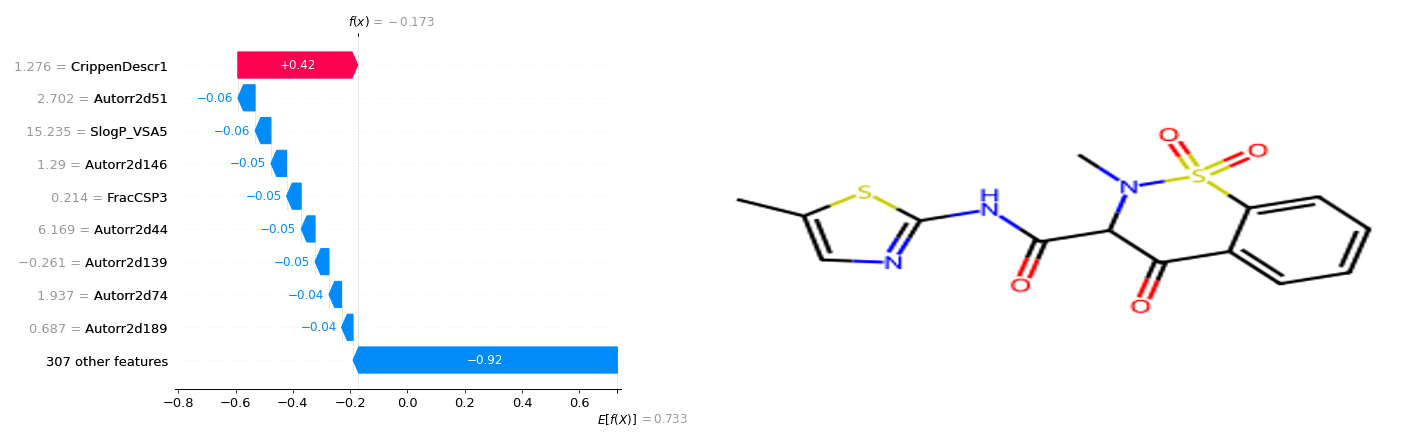 f(x) = −0.173
1.276 = CrippenDescr1
+0.42
2.702 = Autorr2d51
−0.06
15.235 = SlogP_VSA5
−0.06
1.29 = Autorr2d146
−0.05
0.214 = FracCSP3
−0.05
6.169 = Autorr2d44
−0.05
−0.261 = Autorr2d139
−0.05
1.937 = Autorr2d74
−0.04
0.687 = Autorr2d189
−0.04
307 other features
−0.92
−0.8 −0.6 −0.4 −0.2 0.0 0.2 0.4 0.6
E[f(X)] = 0.733
O
O
S
N
S
H
N
N
O
O